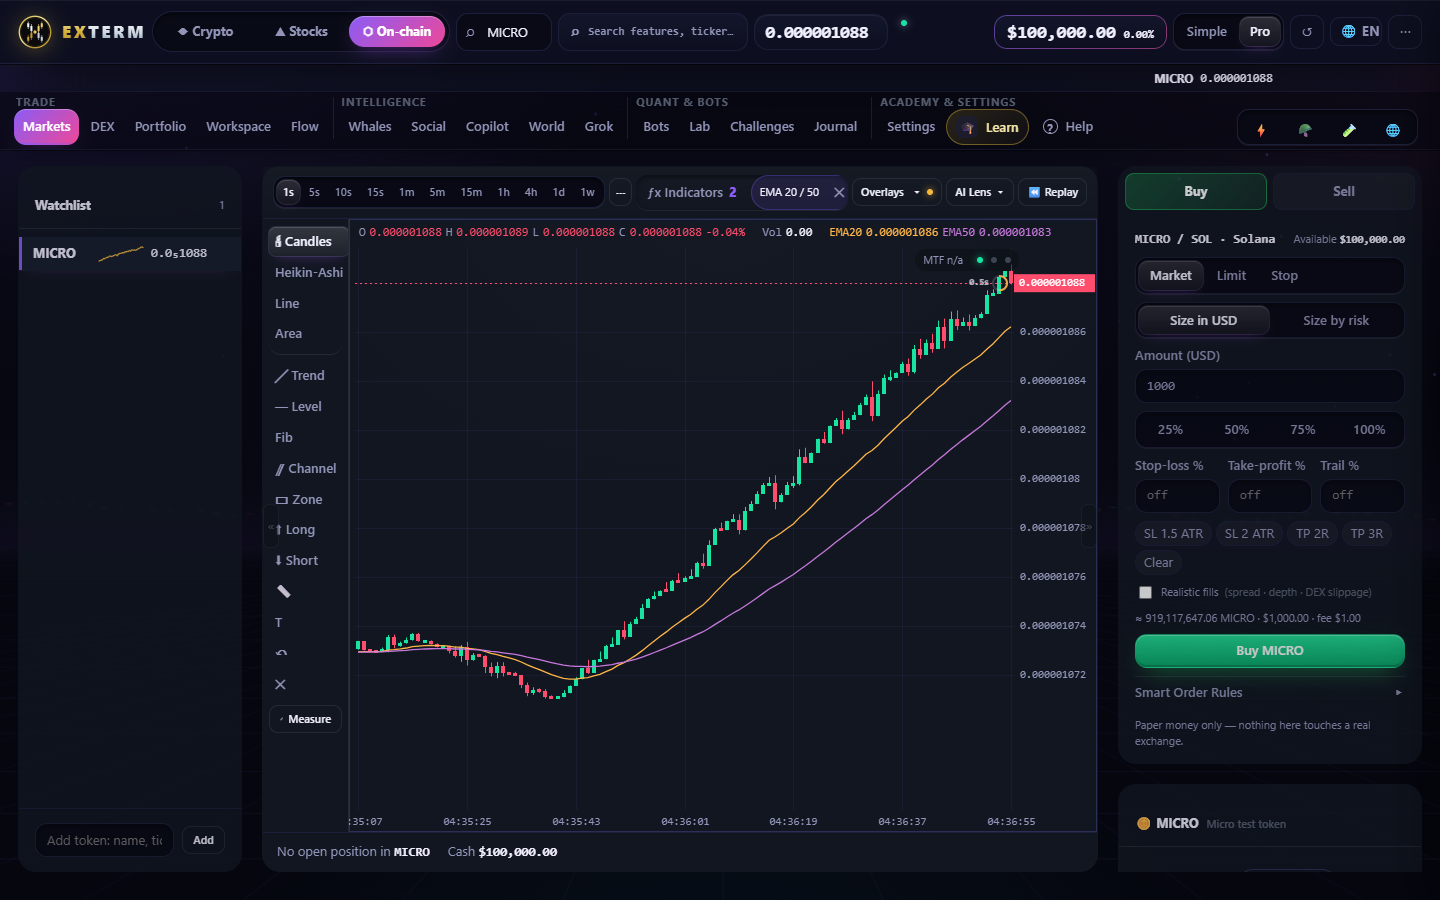 EXTERM
Crypto
Stocks
On-chain
MICRO
search features, ticker…
0.000001088
$100,000.00 0.00%
Simple
Pro
EN
MICRO 0.000001088
TRADE
Markets DEX Portfolio Workspace Flow
INTELLIGENCE
Whales Social Copilot World Grok
QUANT & BOTS
Bots Lab Challenges Journal
ACADEMY & SETTINGS
Settings Learn Help
Watchlist 1
MICRO 0.0₅1088
Add
1s 5s 10s 15s 1m 5m 15m 1h 4h 1d 1w
ƒx Indicators 2
EMA 20 / 50
Overlays
AI Lens
Replay
Candles
Heikin-Ashi
Line
Area
Trend
Level
Fib
Channel
Zone
Long
Short
T
Measure
O 0.000001088 H 0.000001089 L 0.000001088 C 0.000001088 -0.04% Vol 0.00 EMA20 0.000001086 EMA50 0.000001083
MTF n/a
0.5s
0.000001088
0.000001086
0.000001084
0.000001082
0.00000108
0.000001078
0.000001076
0.000001074
0.000001072
:35:07 04:35:25 04:35:43 04:36:01 04:36:19 04:36:37 04:36:55
No open position in MICRO Cash $100,000.00
Buy Sell
MICRO / SOL · Solana Available $100,000.00
Market Limit Stop
Size in USD Size by risk
Amount (USD)
1000
25% 50% 75% 100%
Stop-loss % Take-profit % Trail %
off off off
SL 1.5 ATR SL 2 ATR TP 2R TP 3R
Clear
Realistic fills (spread · depth · DEX slippage)
≈ 919,117,647.06 MICRO · $1,000.00 · fee $1.00
Buy MICRO
Smart Order Rules
Paper money only — nothing here touches a real
exchange.
MICRO Micro test token
Add token: name, tic